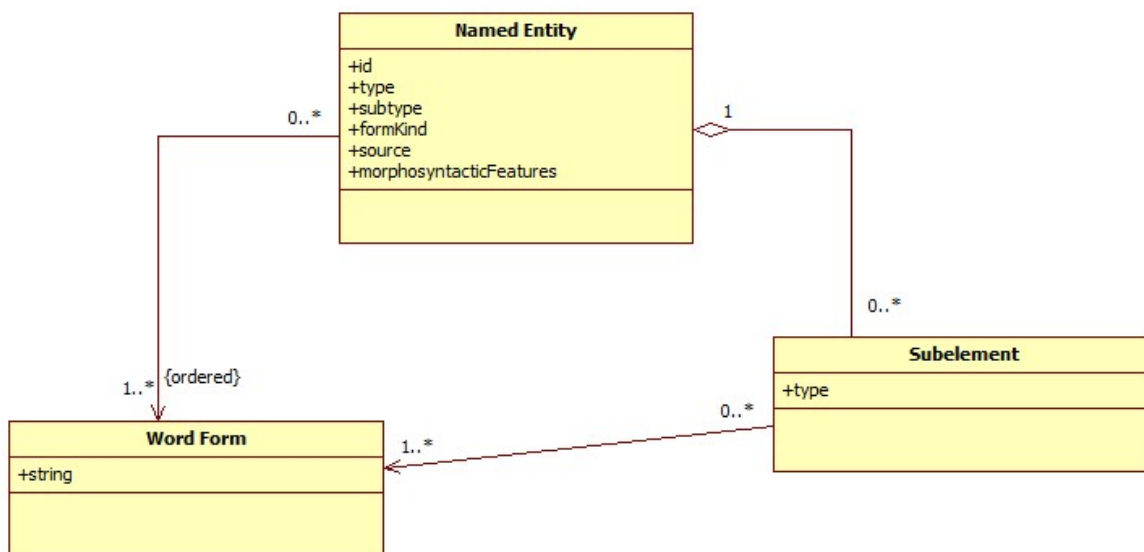 Named Entity
+id
+type
+subtype
+formKind
+source
+morphosyntacticFeatures
0..*
1
0..*
1..*
{ordered}
Subelement
+type
0..*
1..*
Word Form
+string